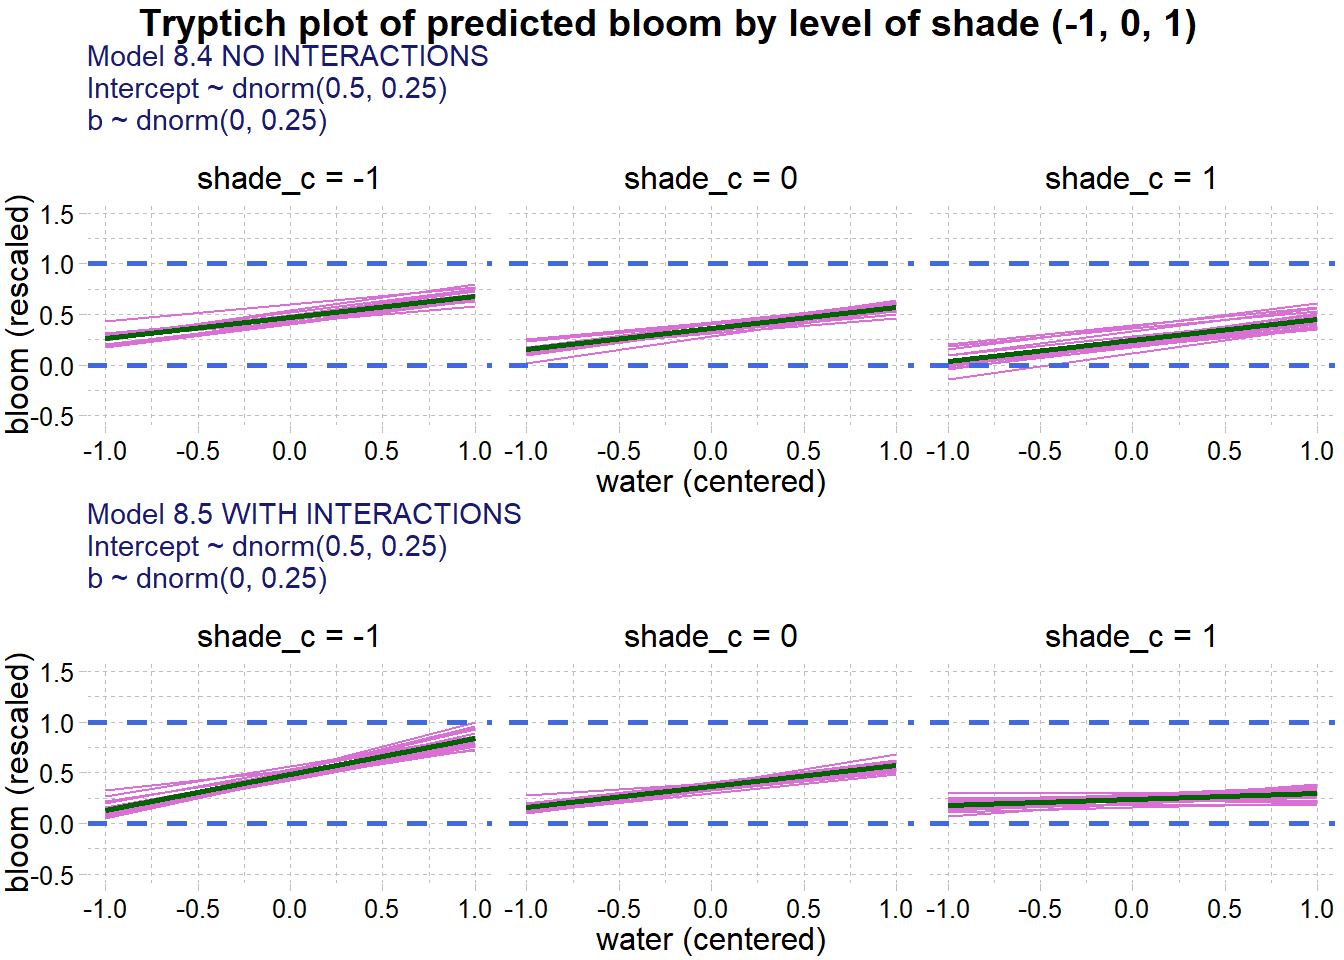 Tryptich plot of predicted bloom by level of shade (-1, 0, 1)
Model 8.4 NO INTERACTIONS
Intercept ~ dnorm(0.5, 0.25)
b ~ dnorm(0, 0.25)
shade_c = -1 shade_c = 0 shade_c = 1
bloom (rescaled)
1.5
1.0
0.5
0.0
-0.5
-1.0 -0.5 0.0 0.5 1.0 -1.0 -0.5 0.0 0.5 1.0 -1.0 -0.5 0.0 0.5 1.0
water (centered)
Model 8.5 WITH INTERACTIONS
Intercept ~ dnorm(0.5, 0.25)
b ~ dnorm(0, 0.25)
shade_c = -1 shade_c = 0 shade_c = 1
bloom (rescaled)
1.5
1.0
0.5
0.0
-0.5
-1.0 -0.5 0.0 0.5 1.0 -1.0 -0.5 0.0 0.5 1.0 -1.0 -0.5 0.0 0.5 1.0
water (centered)